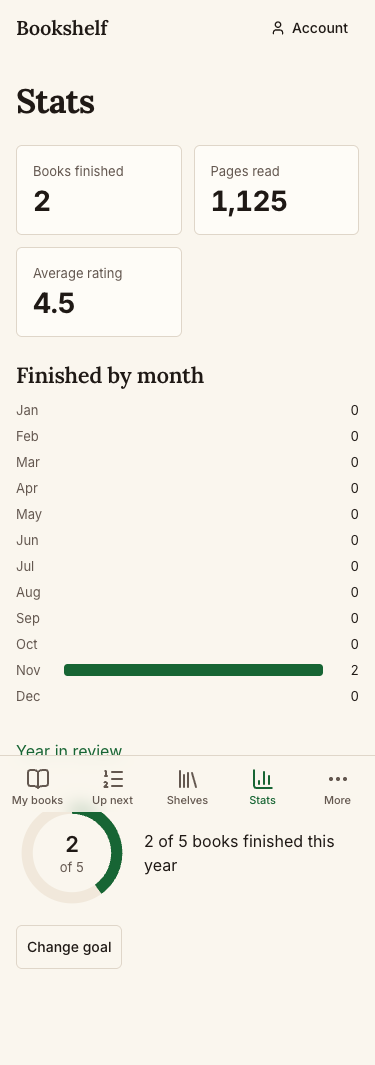 Bookshelf
Account
Stats
Books finished
2
Pages read
1,125
Average rating
4.5
Finished by month
Jan 0
Feb 0
Mar 0
Apr 0
May 0
Jun 0
Jul 0
Aug 0
Sep 0
Oct 0
Nov 2
Dec 0
Year in review
My books
Up next
Shelves
Stats
More
2
of 5
2 of 5 books finished this
year
Change goal